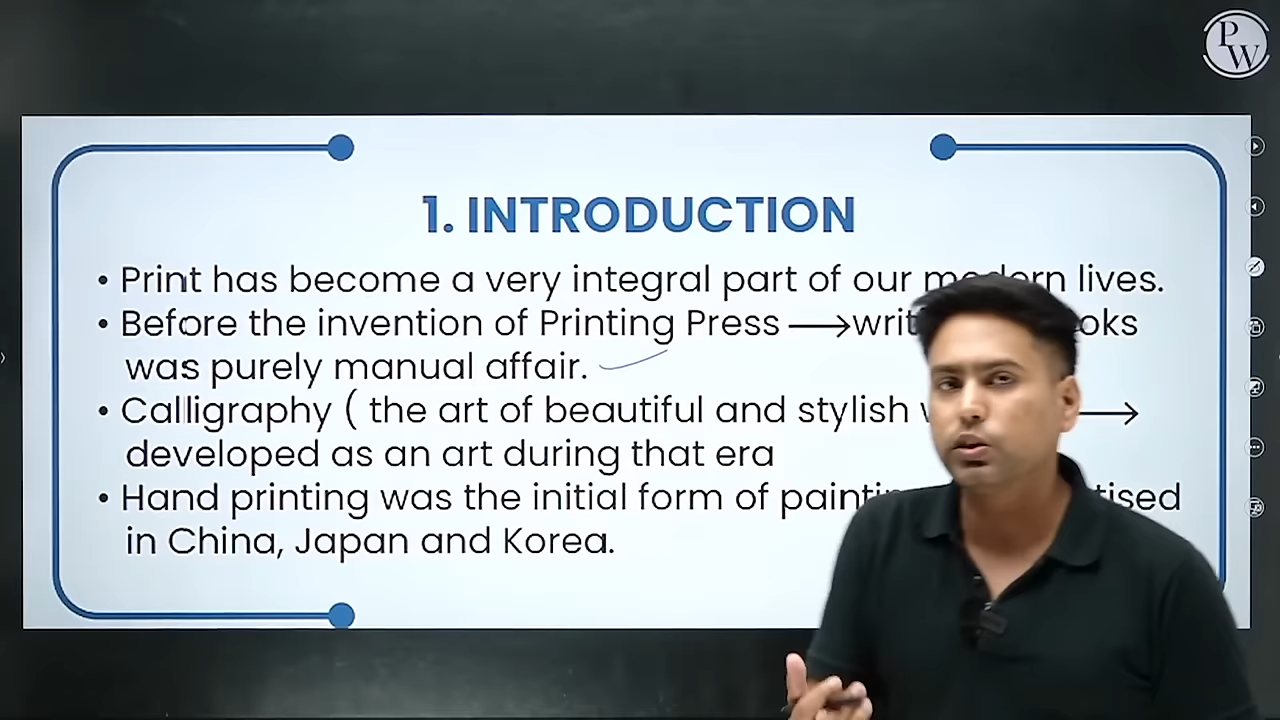 PW
1. INTRODUCTION
• Print has become a very integral part of our modern lives.
• Before the invention of Printing Press ⟶
was purely manual affair.
• Calligraphy ( the art of beautiful and stylish ⟶
developed as an art during that era
• Hand printing was the initial form of
in China, Japan and Korea.